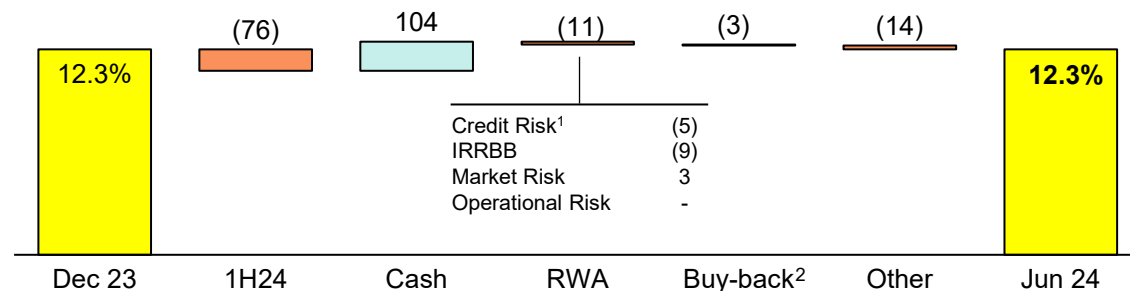 (76) 104 (11) (3) (14)
12.3% 12.3%
Credit Risk¹ (5)
IRRBB (9)
Market Risk 3
Operational Risk -
Dec 23 1H24 Cash RWA Buy-back² Other Jun 24